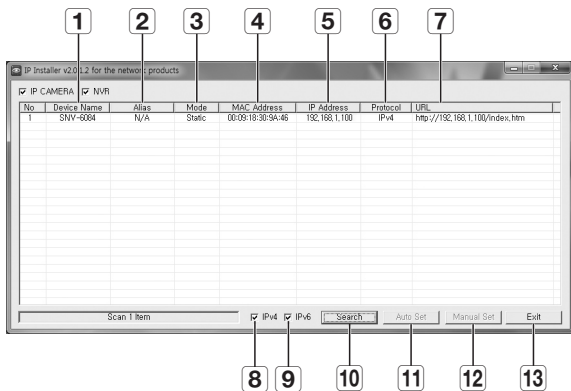 1 2 3 4 5 6 7
IP Installer v2.0.1.2 for the network products
IP CAMERA NVR
No Device Name Alias Mode MAC Address IP Address Protocol URL
1 SNV-6084 N/A Static 00:09:18:30:9A:46 192,168,1,100 IPv4 http://192,168,1,100/index,htm
Scan 1 Item IPv4 IPv6 Search Auto Set Manual Set Exit
8 9 10 11 12 13